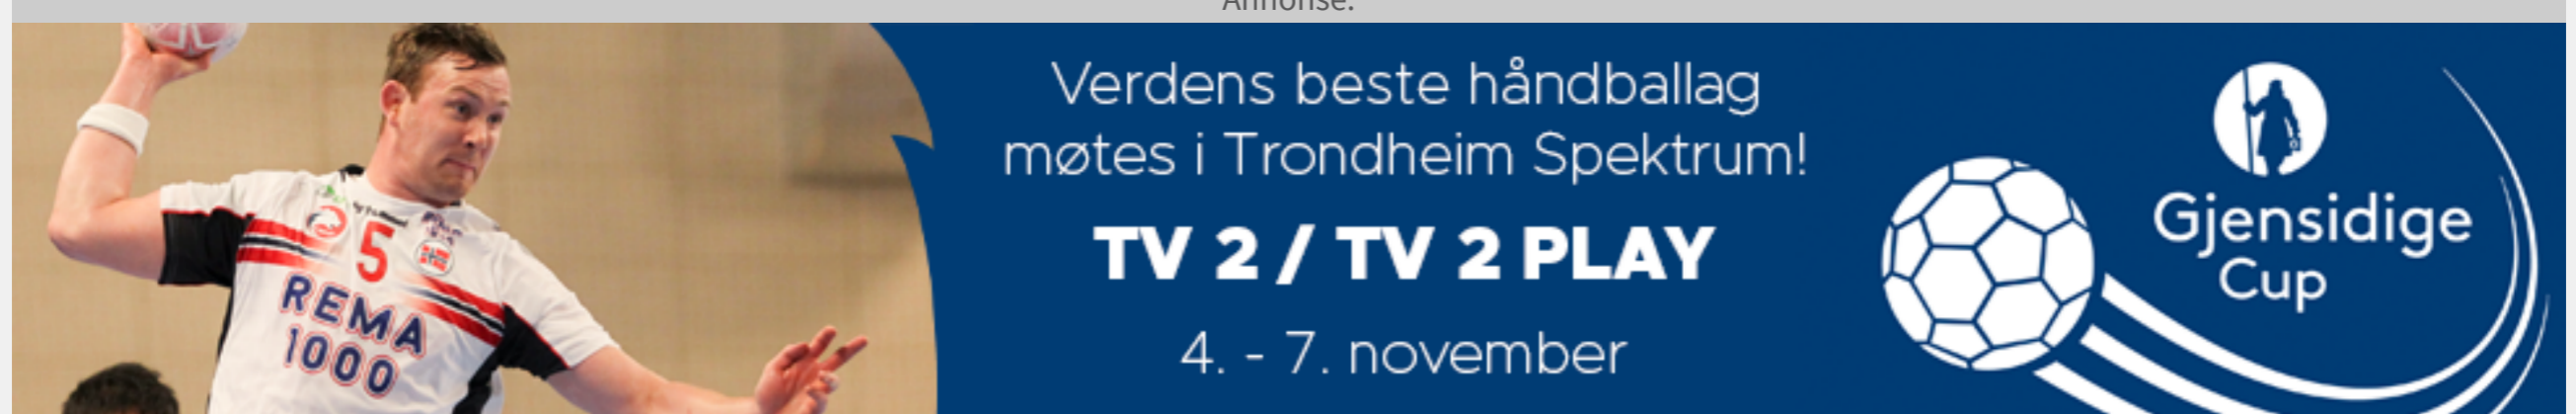 Annonse.
Verdens beste håndballag
møtes i Trondheim Spektrum!
TV 2 / TV 2 PLAY
4. - 7. november
Gjensidige
Cup
5
REMA
1000